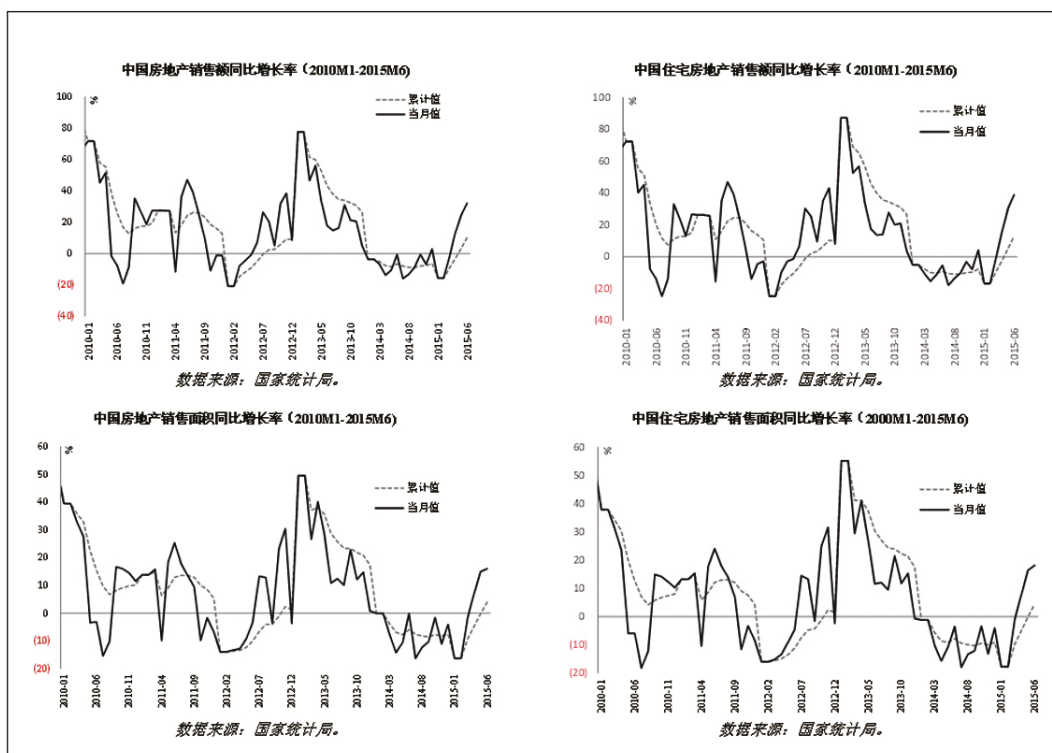 中国房地产销售额同比增长率（2010M1-2015M6)
%
累计值
当月值
100
80
60
40
20
0
(20)
(40)
2010-01 2010-06 2010-11 2011-04 2011-09 2012-02 2012-07 2012-12 2013-05 2013-10 2014-03 2014-08 2015-01 2015-06
数据来源：国家统计局。
中国住宅房地产销售额同比增长率（2010M1-2015M6)
%
累计值
当月值
100
80
60
40
20
0
(20)
(40)
2010-01 2010-06 2010-11 2011-04 2011-09 2012-02 2012-07 2012-12 2013-05 2013-10 2014-03 2014-08 2015-01 2015-06
数据来源：国家统计局。
中国房地产销售面积同比增长率（2010M1-2015M6)
%
累计值
当月值
60
50
40
30
20
10
0
(10)
(20)
2010-01 2010-06 2010-11 2011-04 2011-09 2012-02 2012-07 2012-12 2013-05 2013-10 2014-03 2014-08 2015-01 2015-06
数据来源：国家统计局。
中国住宅房地产销售面积同比增长率（2000M1-2015M6)
%
累计值
当月值
60
50
40
30
20
10
0
(10)
(20)
2010-01 2010-06 2010-11 2011-04 2011-09 2012-02 2012-07 2012-12 2013-05 2013-10 2014-03 2014-08 2015-01 2015-06
数据来源：国家统计局。